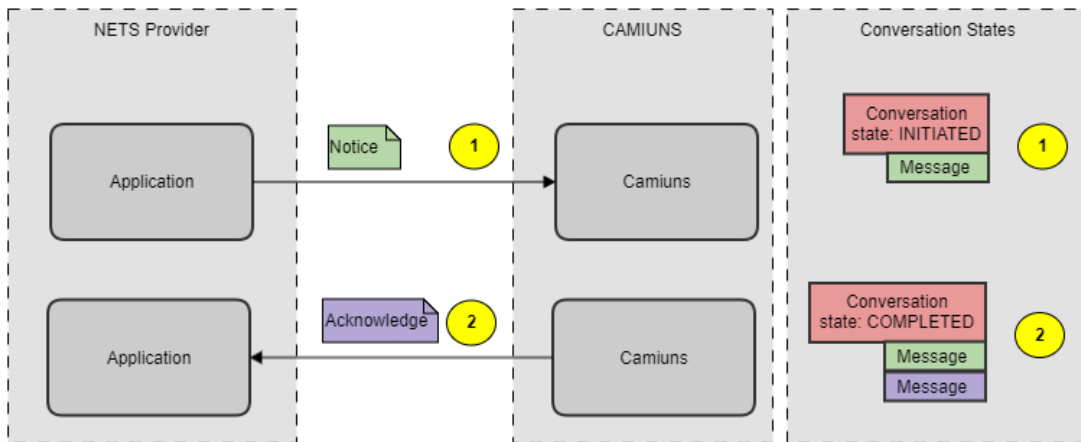 NETS Provider
CAMIUNS
Conversation States
Application
Notice
1
Camiuns
Conversation
state: INITIATED
Message
1
Application
Acknowledge
2
Camiuns
Conversation
state: COMPLETED
Message
Message
2